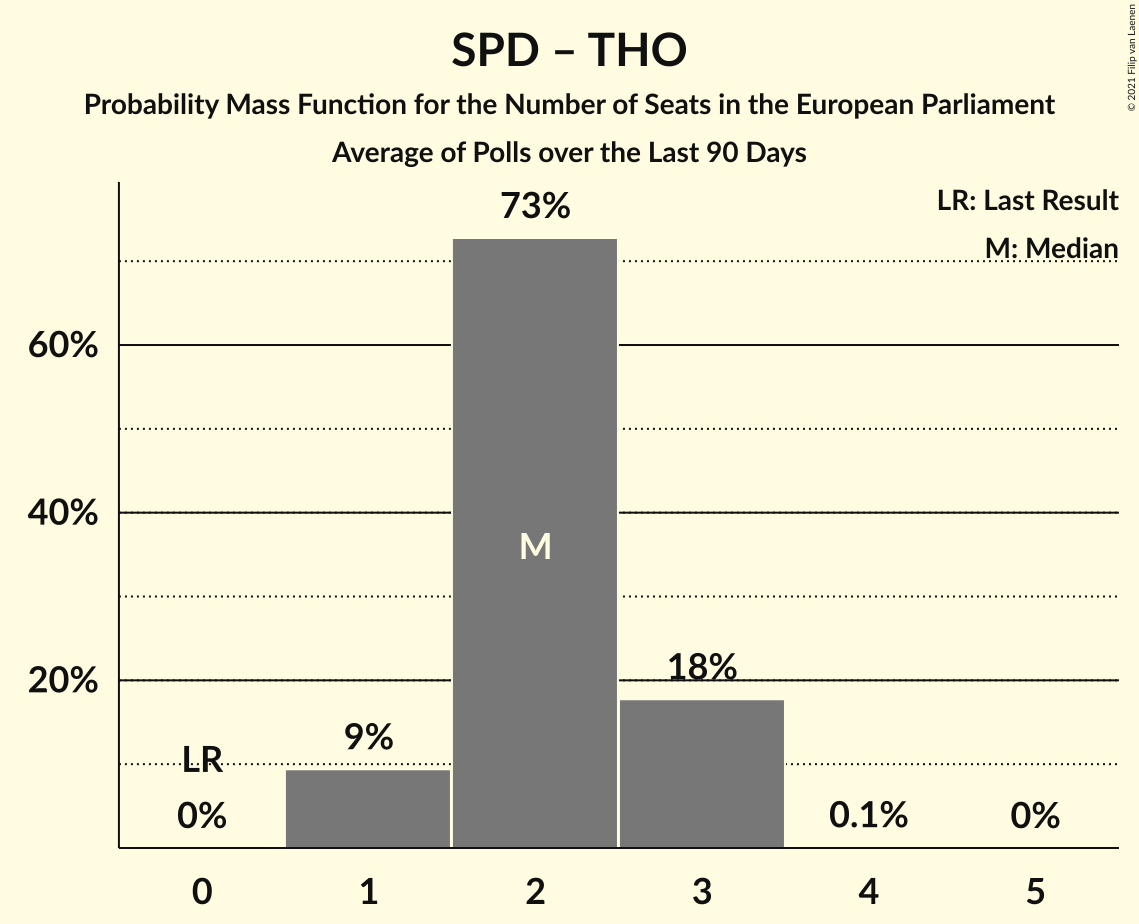 SPD – THO
Probability Mass Function for the Number of Seats in the European Parliament
Average of Polls over the Last 90 Days
© 2021 Filip van Laenen
LR: Last Result
M: Median
73%
60%
40%
M
20%
18%
9%
LR
0%
0.1%
0%
0 1 2 3 4 5